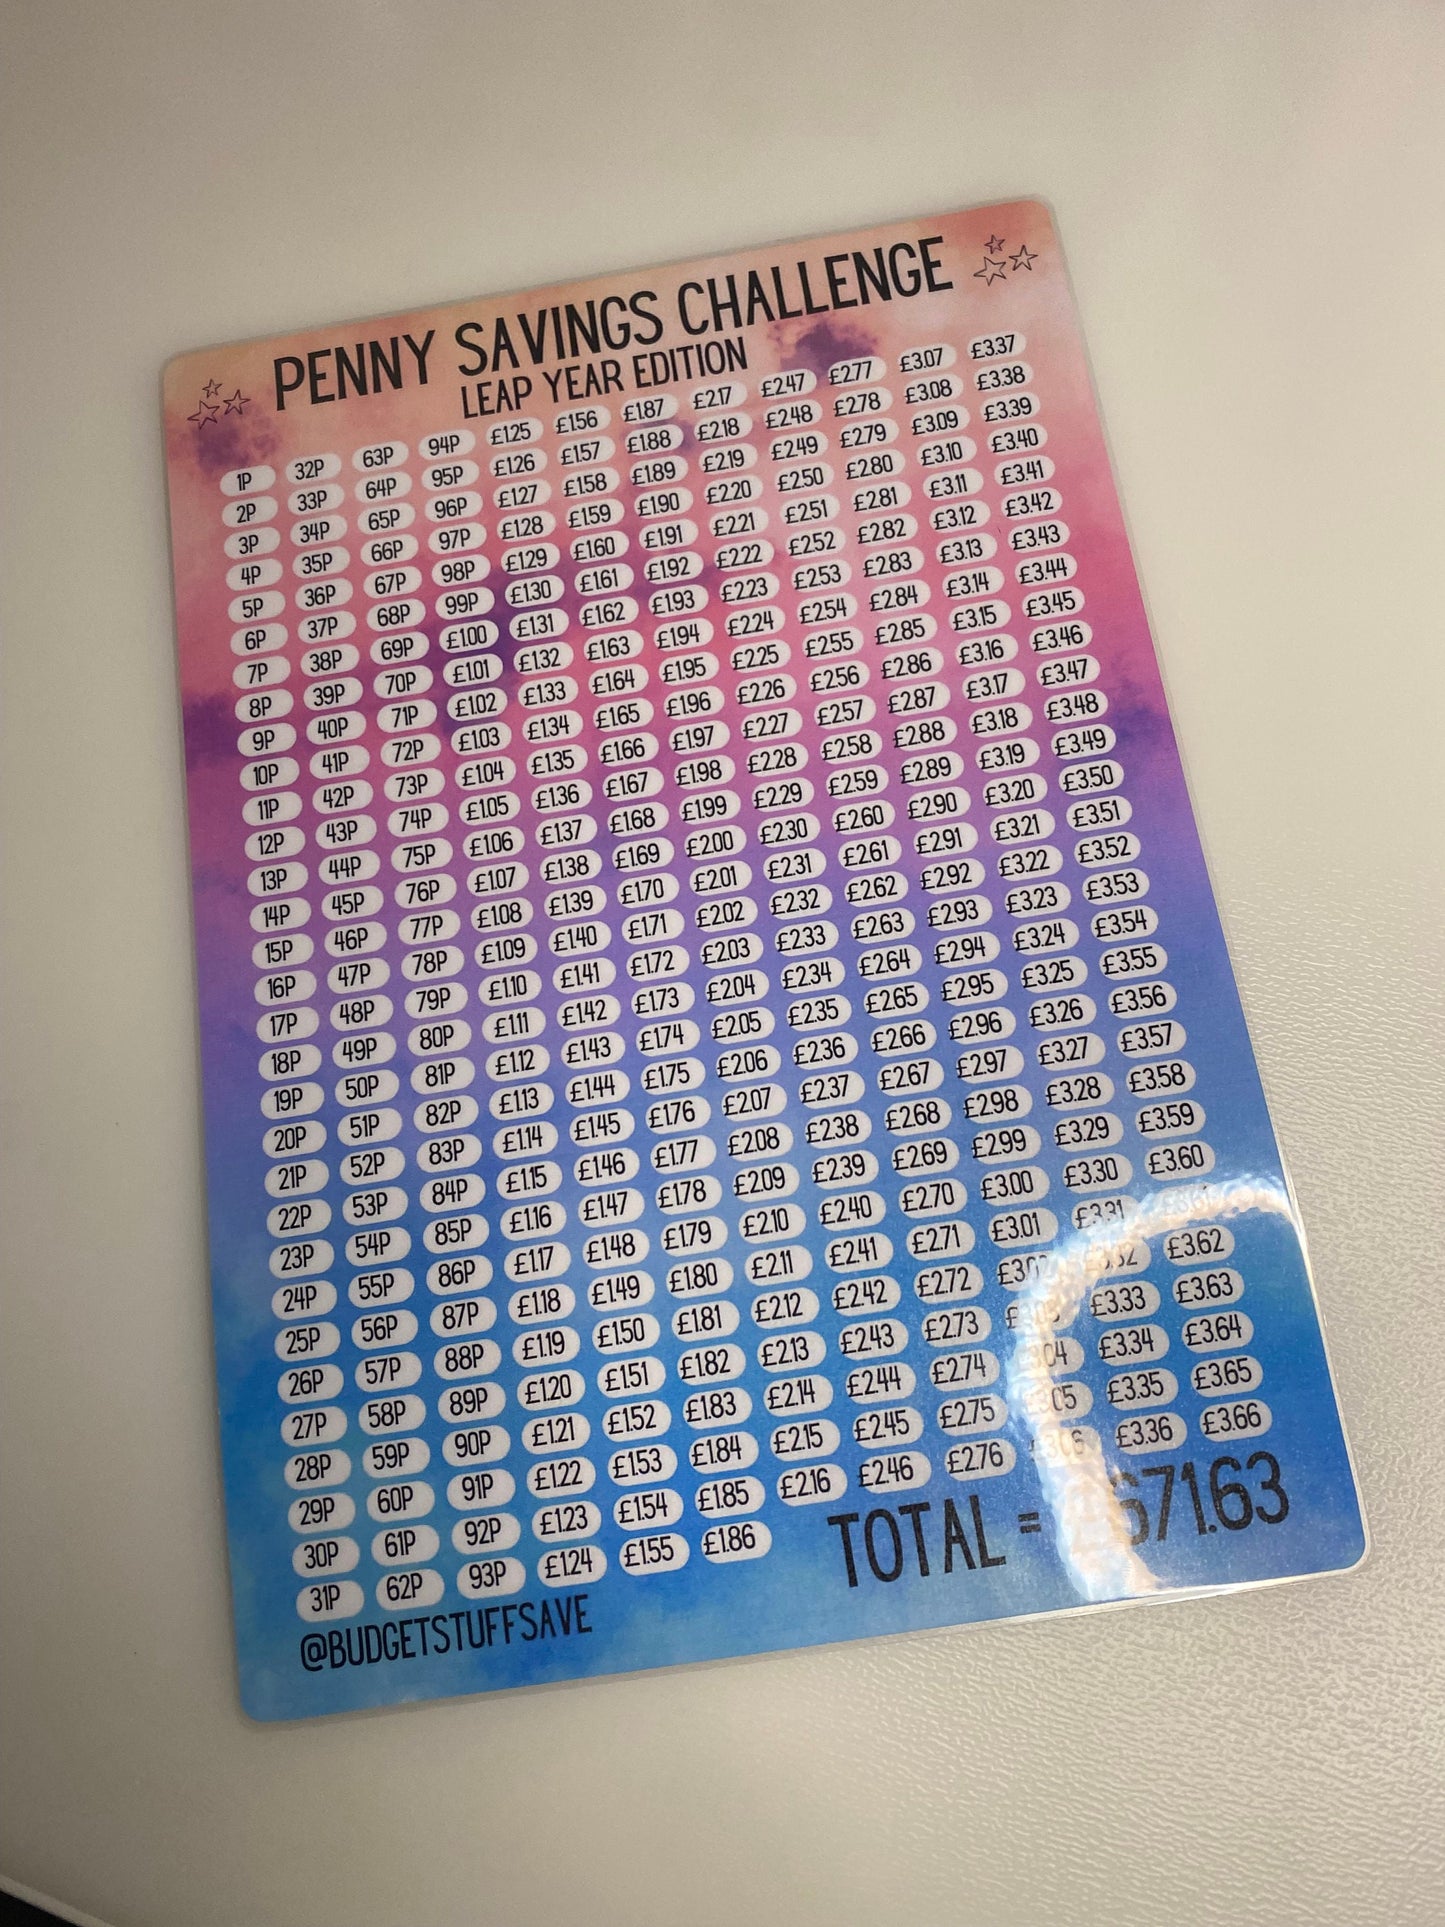 PENNY SAVINGS CHALLENGE
LEAP YEAR EDITION
1P 32P 63P 94P £1.25 £1.56 £1.87 £2.17 £2.47 £2.77 £3.07 £3.37
2P 33P 64P 95P £1.26 £1.57 £1.88 £2.18 £2.48 £2.78 £3.08 £3.38
3P 34P 65P 96P £1.27 £1.58 £1.89 £2.19 £2.49 £2.79 £3.09 £3.39
4P 35P 66P 97P £1.28 £1.59 £1.90 £2.20 £2.50 £2.80 £3.10 £3.40
5P 36P 67P 98P £1.29 £1.60 £1.91 £2.21 £2.51 £2.81 £3.11 £3.41
6P 37P 68P 99P £1.30 £1.61 £1.92 £2.22 £2.52 £2.82 £3.12 £3.42
7P 38P 69P £1.00 £1.31 £1.62 £1.93 £2.23 £2.53 £2.83 £3.13 £3.43
8P 39P 70P £1.01 £1.32 £1.63 £1.94 £2.24 £2.54 £2.84 £3.14 £3.44
9P 40P 71P £1.02 £1.33 £1.64 £1.95 £2.25 £2.55 £2.85 £3.15 £3.45
10P 41P 72P £1.03 £1.34 £1.65 £1.96 £2.26 £2.56 £2.86 £3.16 £3.46
11P 42P 73P £1.04 £1.35 £1.66 £1.97 £2.27 £2.57 £2.87 £3.17 £3.47
12P 43P 74P £1.05 £1.36 £1.67 £1.98 £2.28 £2.58 £2.88 £3.18 £3.48
13P 44P 75P £1.06 £1.37 £1.68 £1.99 £2.29 £2.59 £2.89 £3.19 £3.49
14P 45P 76P £1.07 £1.38 £1.69 £2.00 £2.30 £2.60 £2.90 £3.20 £3.50
15P 46P 77P £1.08 £1.39 £1.70 £2.01 £2.31 £2.61 £2.91 £3.21 £3.51
16P 47P 78P £1.09 £1.40 £1.71 £2.02 £2.32 £2.62 £2.92 £3.22 £3.52
17P 48P 79P £1.10 £1.41 £1.72 £2.03 £2.33 £2.63 £2.93 £3.23 £3.53
18P 49P 80P £1.11 £1.42 £1.73 £2.04 £2.34 £2.64 £2.94 £3.24 £3.54
19P 50P 81P £1.12 £1.43 £1.74 £2.05 £2.35 £2.65 £2.95 £3.25 £3.55
20P 51P 82P £1.13 £1.44 £1.75 £2.06 £2.36 £2.66 £2.96 £3.26 £3.56
21P 52P 83P £1.14 £1.45 £1.76 £2.07 £2.37 £2.67 £2.97 £3.27 £3.57
22P 53P 84P £1.15 £1.46 £1.77 £2.08 £2.38 £2.68 £2.98 £3.28 £3.58
23P 54P 85P £1.16 £1.47 £1.78 £2.09 £2.39 £2.69 £2.99 £3.29 £3.59
24P 55P 86P £1.17 £1.48 £1.79 £2.10 £2.40 £2.70 £3.00 £3.30 £3.60
25P 56P 87P £1.18 £1.49 £1.80 £2.11 £2.41 £2.71 £3.01 £3.31
26P 57P 88P £1.19 £1.50 £1.81 £2.12 £2.42 £2.72 £3.62
27P 58P 89P £1.20 £1.51 £1.82 £2.13 £2.43 £2.73 £3.33 £3.63
28P 59P 90P £1.21 £1.52 £1.83 £2.14 £2.44 £2.74 £3.34 £3.64
29P 60P 91P £1.22 £1.53 £1.84 £2.15 £2.45 £2.75 £3.35 £3.65
30P 61P 92P £1.23 £1.54 £1.85 £2.16 £2.46 £2.76 £3.36 £3.66
31P 62P 93P £1.24 £1.55 £1.86
TOTAL = 671.63
@BUDGETSTUFFSAVE